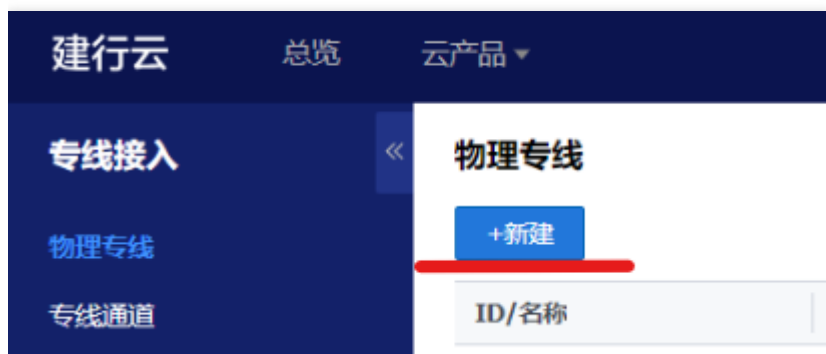 建行云 总览 云产品
专线接入 « 物理专线
+新建
物理专线
专线通道
ID/名称